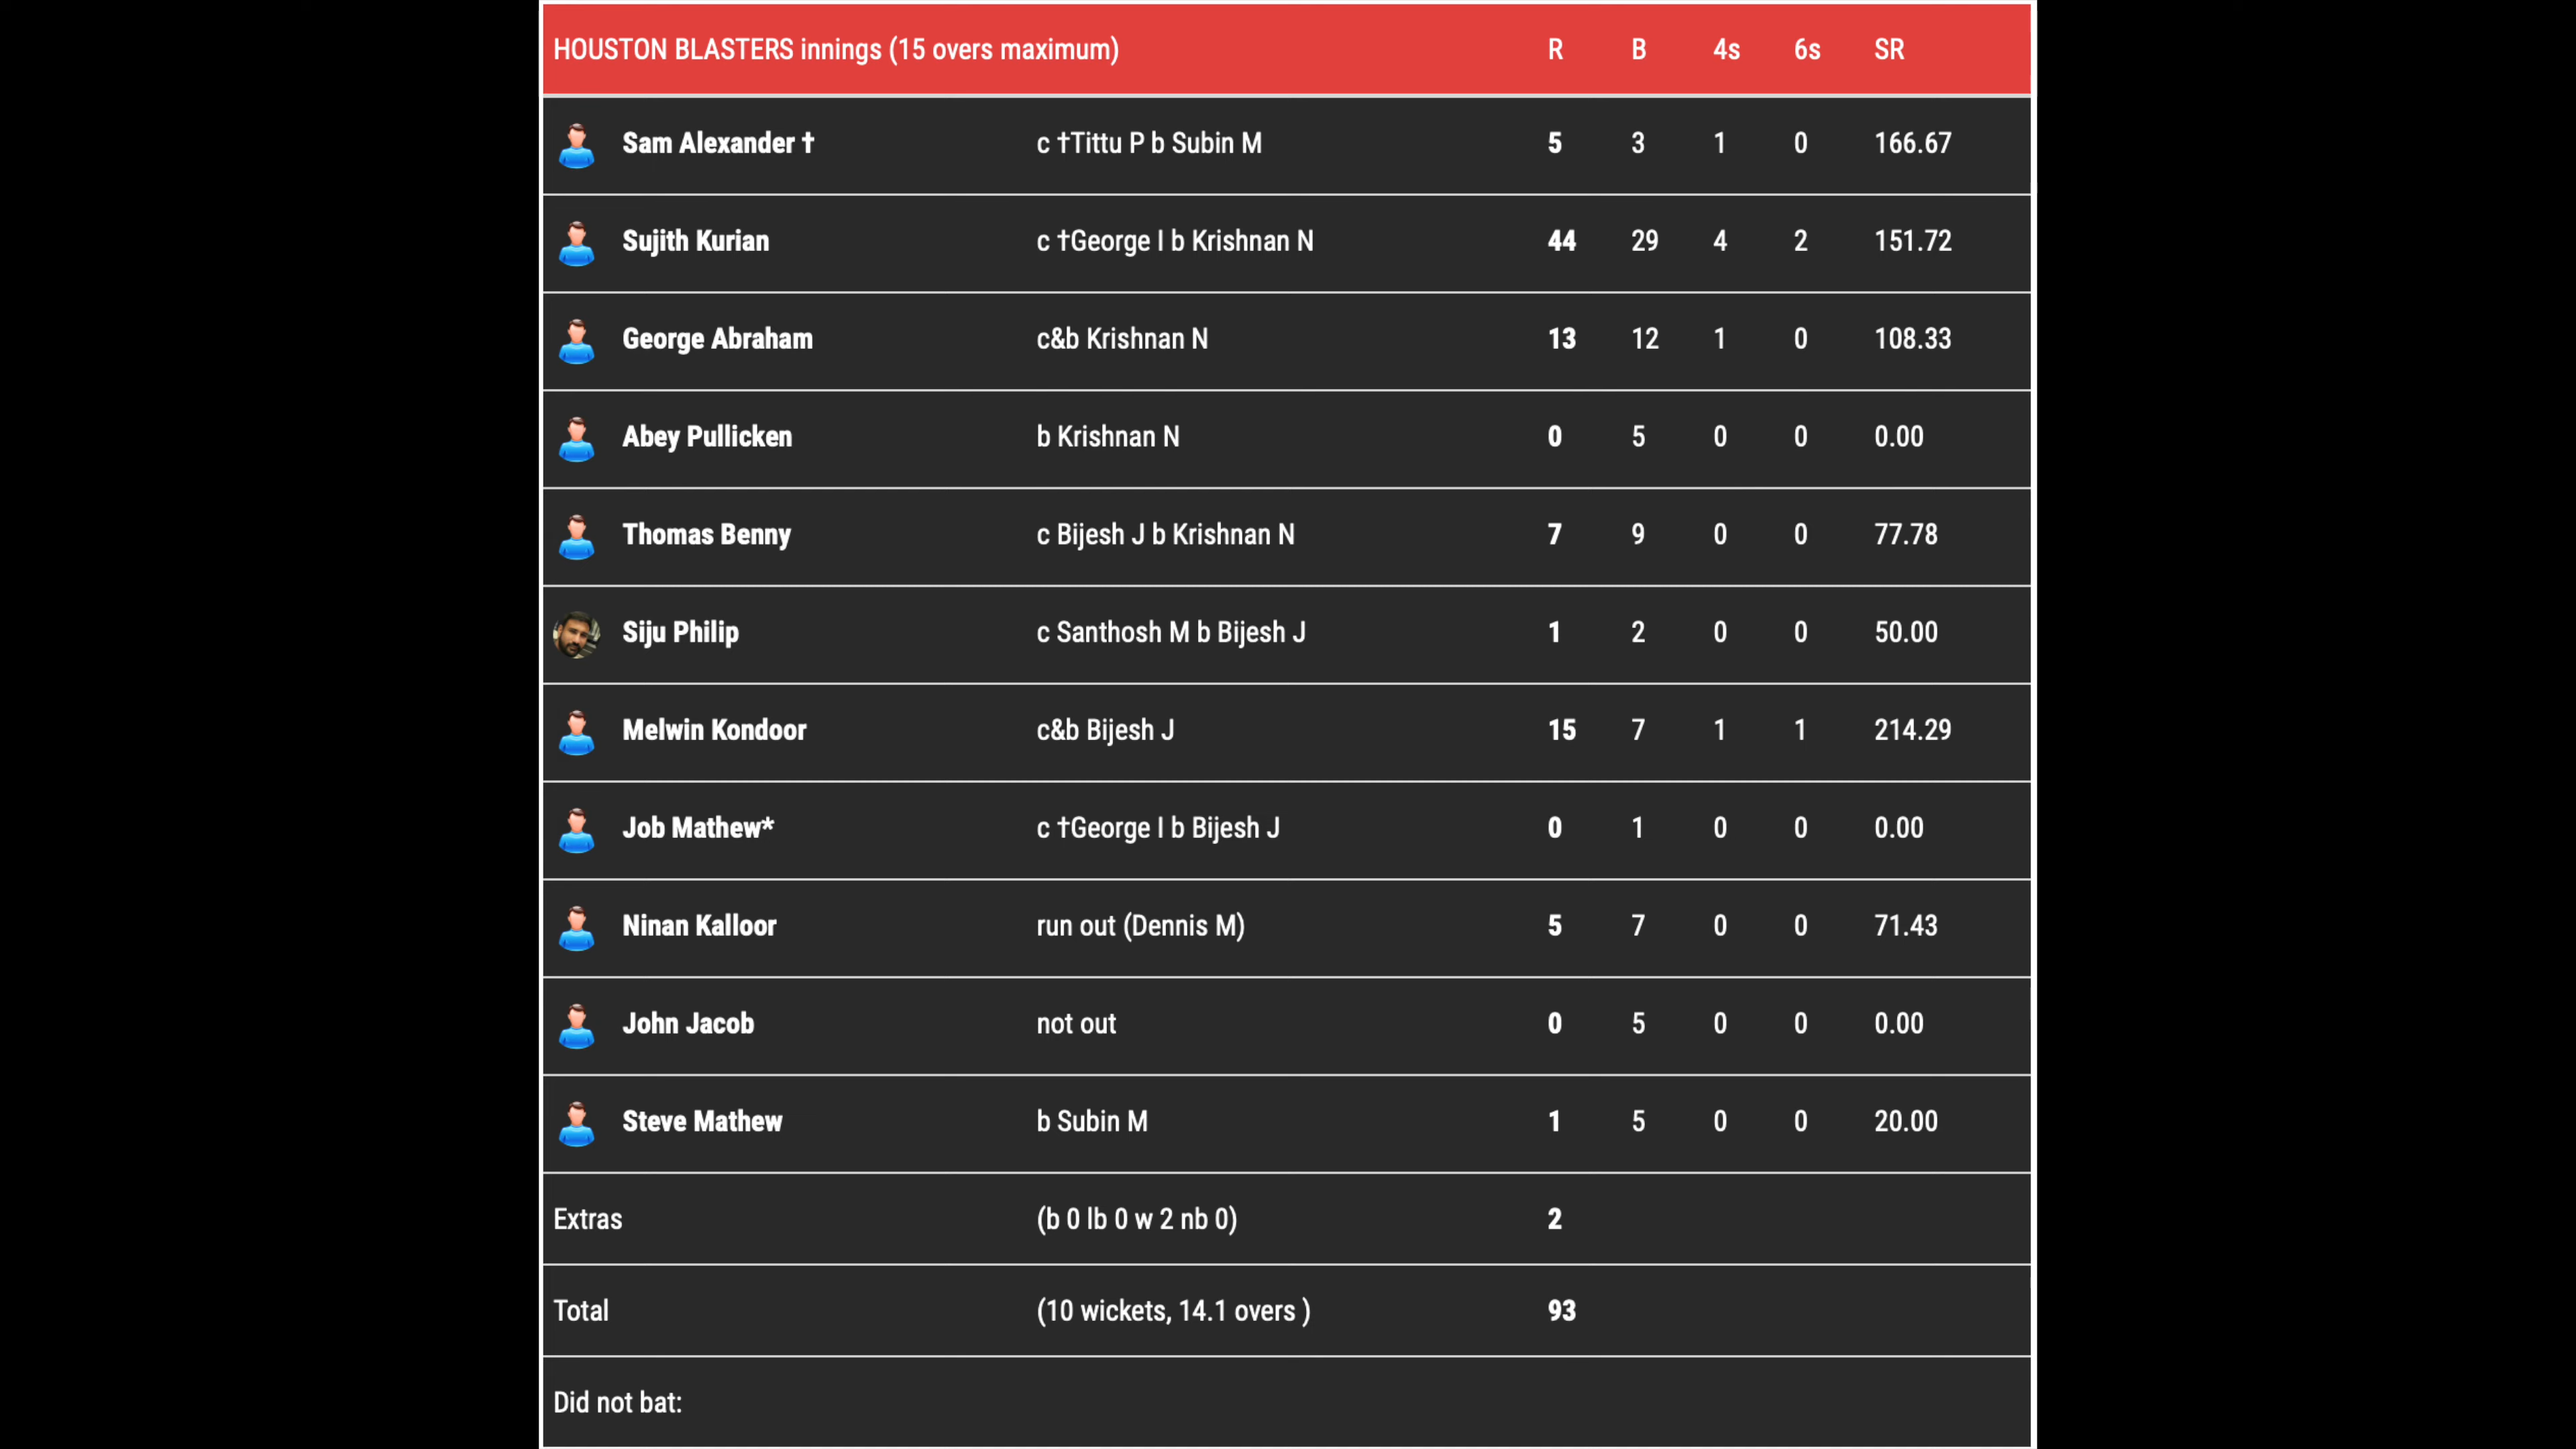 HOUSTON BLASTERS innings (15 overs maximum) R B 4s 6s SR
Sam Alexander † c †Tittu P b Subin M 5 3 1 0 166.67
Sujith Kurian c †George I b Krishnan N 44 29 4 2 151.72
George Abraham c&b Krishnan N 13 12 1 0 108.33
Abey Pullicken b Krishnan N 0 5 0 0 0.00
Thomas Benny c Bijesh J b Krishnan N 7 9 0 0 77.78
Siju Philip c Santhosh M b Bijesh J 1 2 0 0 50.00
Melwin Kondoor c&b Bijesh J 15 7 1 1 214.29
Job Mathew* c †George I b Bijesh J 0 1 0 0 0.00
Ninan Kalloor run out (Dennis M) 5 7 0 0 71.43
John Jacob not out 0 5 0 0 0.00
Steve Mathew b Subin M 1 5 0 0 20.00
Extras (b 0 lb 0 w 2 nb 0) 2
Total (10 wickets, 14.1 overs ) 93
Did not bat: